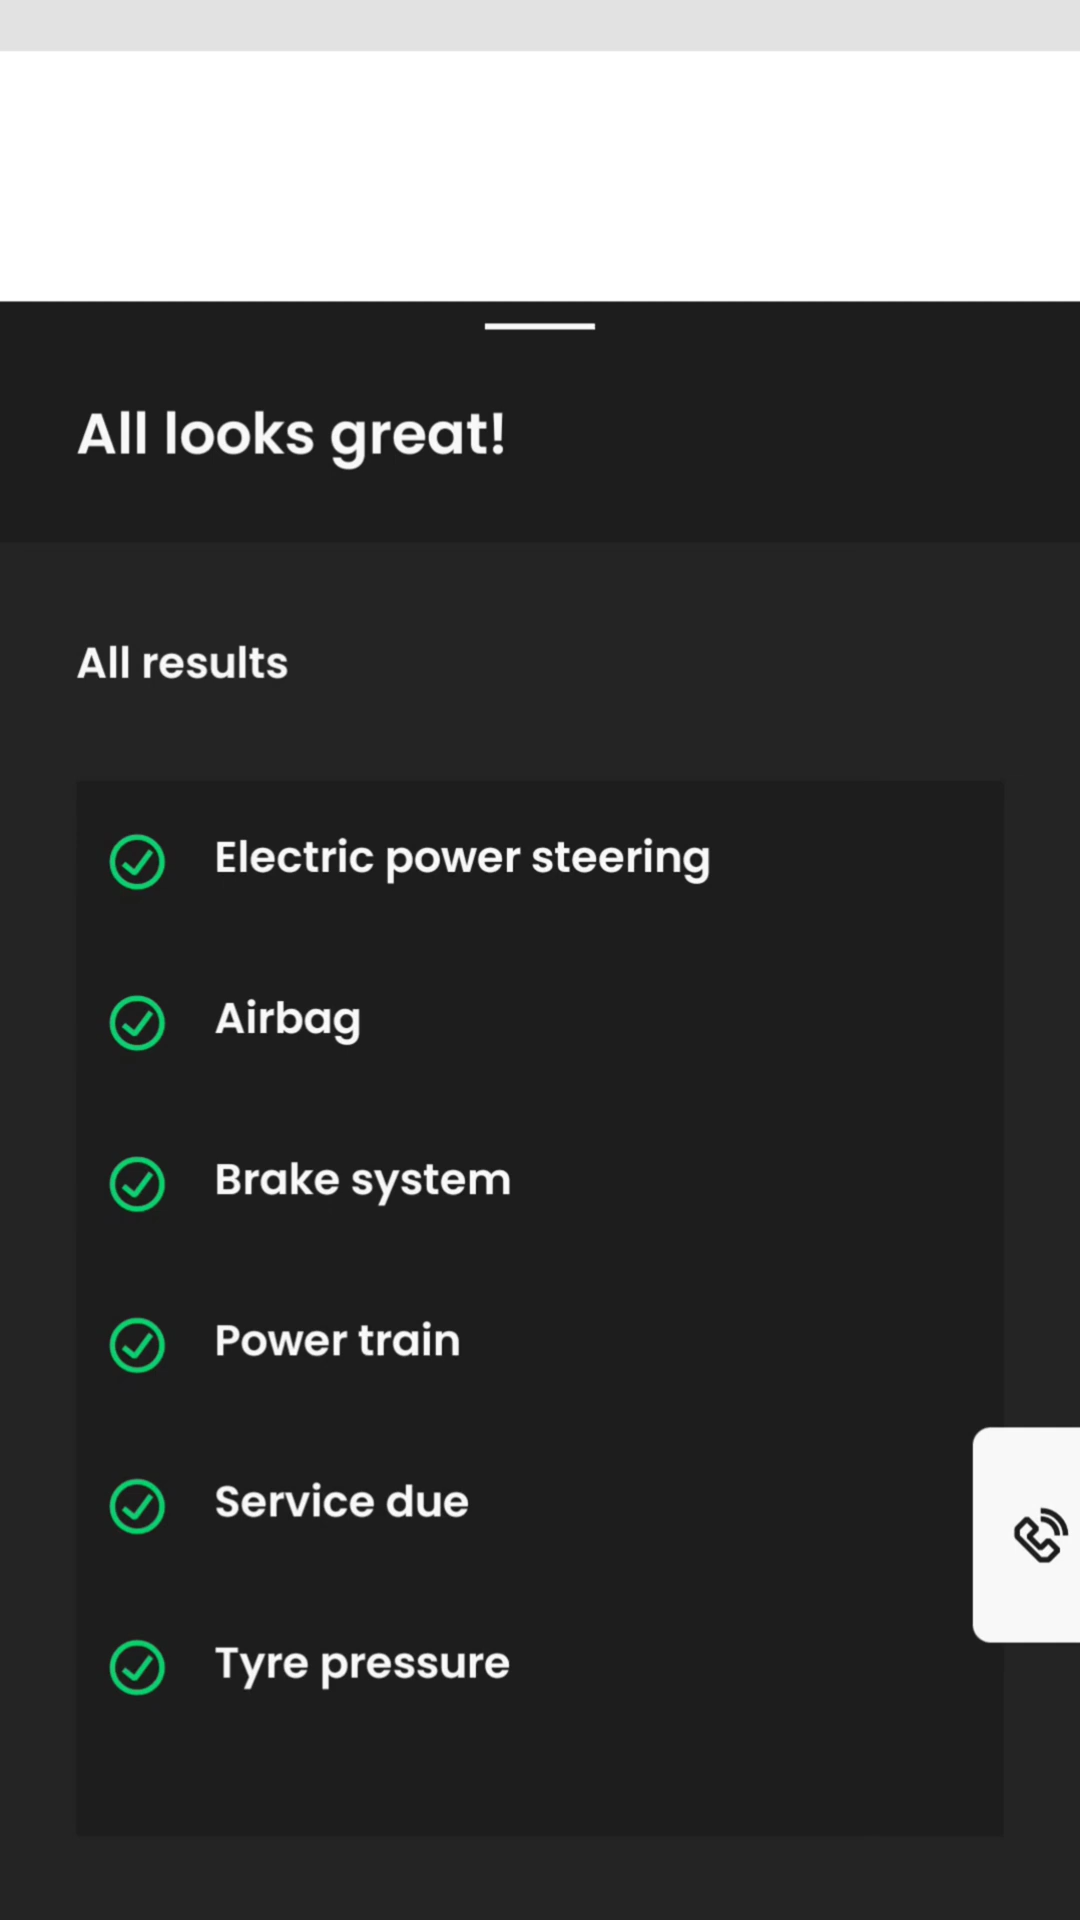 All looks great!
All results
Electric power steering
Airbag
Brake system
Power train
Service due
Tyre pressure